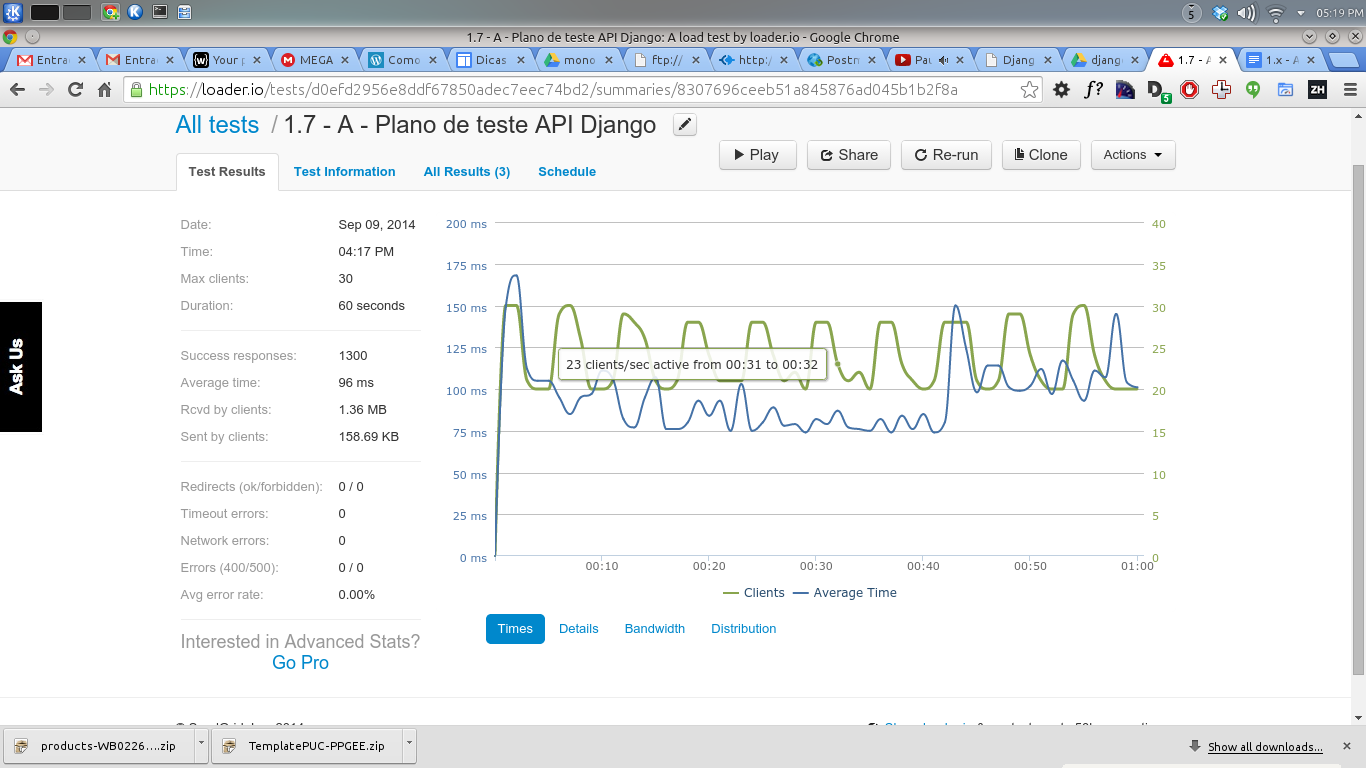 5 05:19 PM
1.7 - A - Plano de teste API Django: A load test by loader.io - Google Chrome
Entra Entra Your p MEGA Como Dicas mono ftp:// http:/ Postm Pau Djang djang 1.7 - A 1.x - A
https://loader.io/tests/d0efd2956e8ddf67850adec7eec74bd2/summaries/8307696ceeb51a845876ad045b1b2f8a
f? D 5 ZH
All tests / 1.7 - A - Plano de teste API Django
Play Share Re-run Clone Actions
Test Results Test Information All Results (3) Schedule
Date: Sep 09, 2014
Time: 04:17 PM
Max clients: 30
Duration: 60 seconds
Success responses: 1300
Average time: 96 ms
Rcvd by clients: 1.36 MB
Sent by clients: 158.69 KB
Redirects (ok/forbidden): 0 / 0
Timeout errors: 0
Network errors: 0
Errors (400/500): 0 / 0
Avg error rate: 0.00%
Interested in Advanced Stats?
Go Pro
Ask Us
200 ms 40
175 ms 35
150 ms 30
125 ms 25
23 clients/sec active from 00:31 to 00:32
100 ms 20
75 ms 15
50 ms 10
25 ms 5
0 ms 0
00:10 00:20 00:30 00:40 00:50 01:00
Clients Average Time
Times Details Bandwidth Distribution
products-WB0226....zip TemplatePUC-PPGEE.zip Show all downloads...